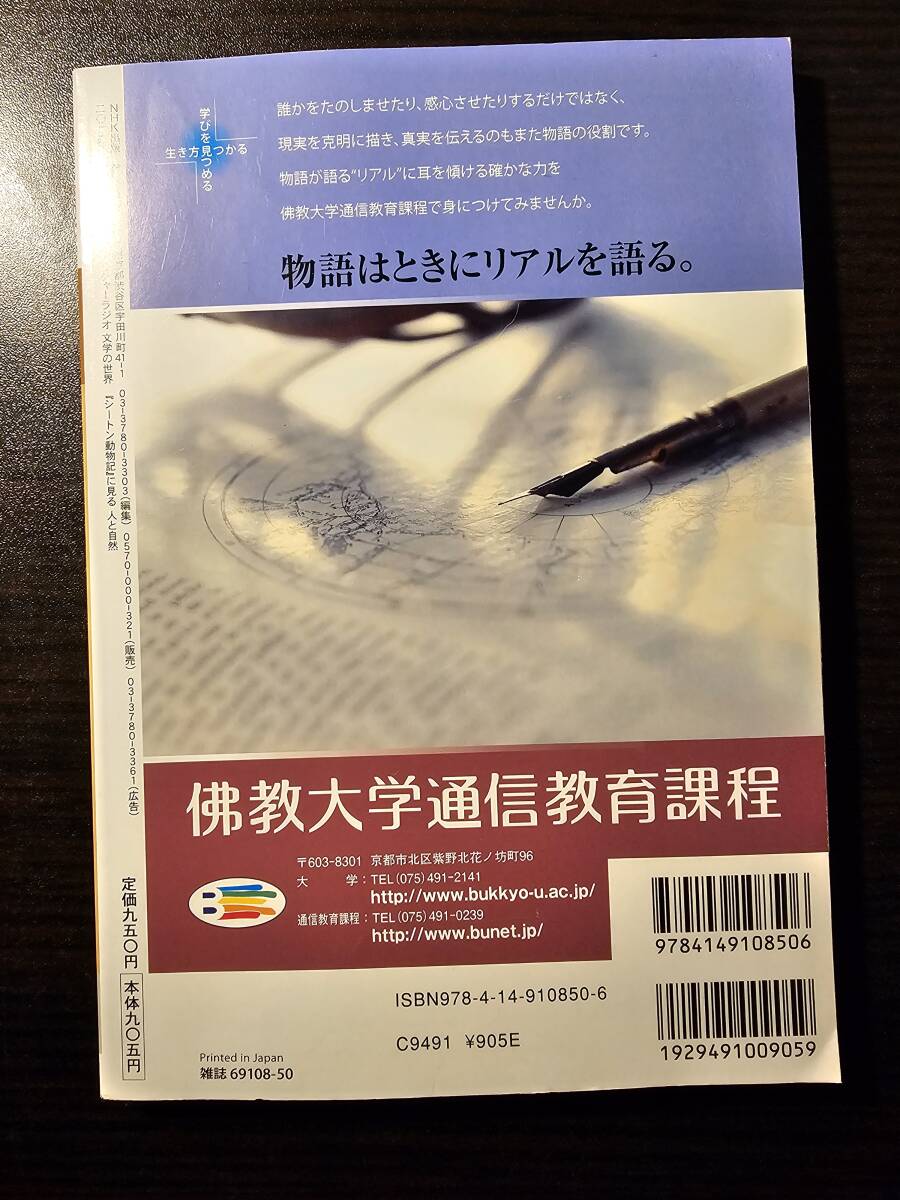 学びを見つめる
生き方見つかる
誰かをたのしませたり、感心させたりするだけではなく、
現実を克明に描き、真実を伝えるのもまた物語の役割です。
物語が語る“リアル”に耳を傾ける確かな力を
佛教大学通信教育課程で身につけてみませんか。
物語はときにリアルを語る。
都渋谷区宇田川町41-1 03-3780-3303(編集) 0570-000-321(販売) 03-3780-3361(広告)
ラジオ 文学の世界 『シートン動物記』に見る 人と自然
佛教大学通信教育課程
〒603-8301 京都市北区紫野北花ノ坊町96
大学:TEL(075)491-2141
http://www.bukkyo-u.ac.jp/
通信教育課程:TEL(075)491-0239
http://www.bunet.jp/
9784149108506
ISBN978-4-14-910850-6
C9491 ¥905E
1929491009059
定価九五〇円 本体九〇五円
Printed in Japan
雑誌 69108-50